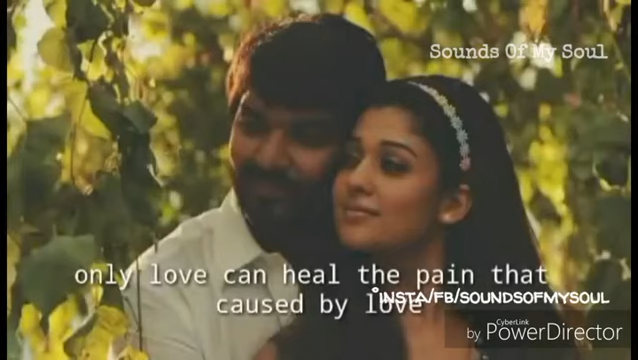 Sounds Of My Soul
only love can heal the pain that
caused by love
INSTA/FB/SOUNDSOFMYSOUL
by CyberLink PowerDirector